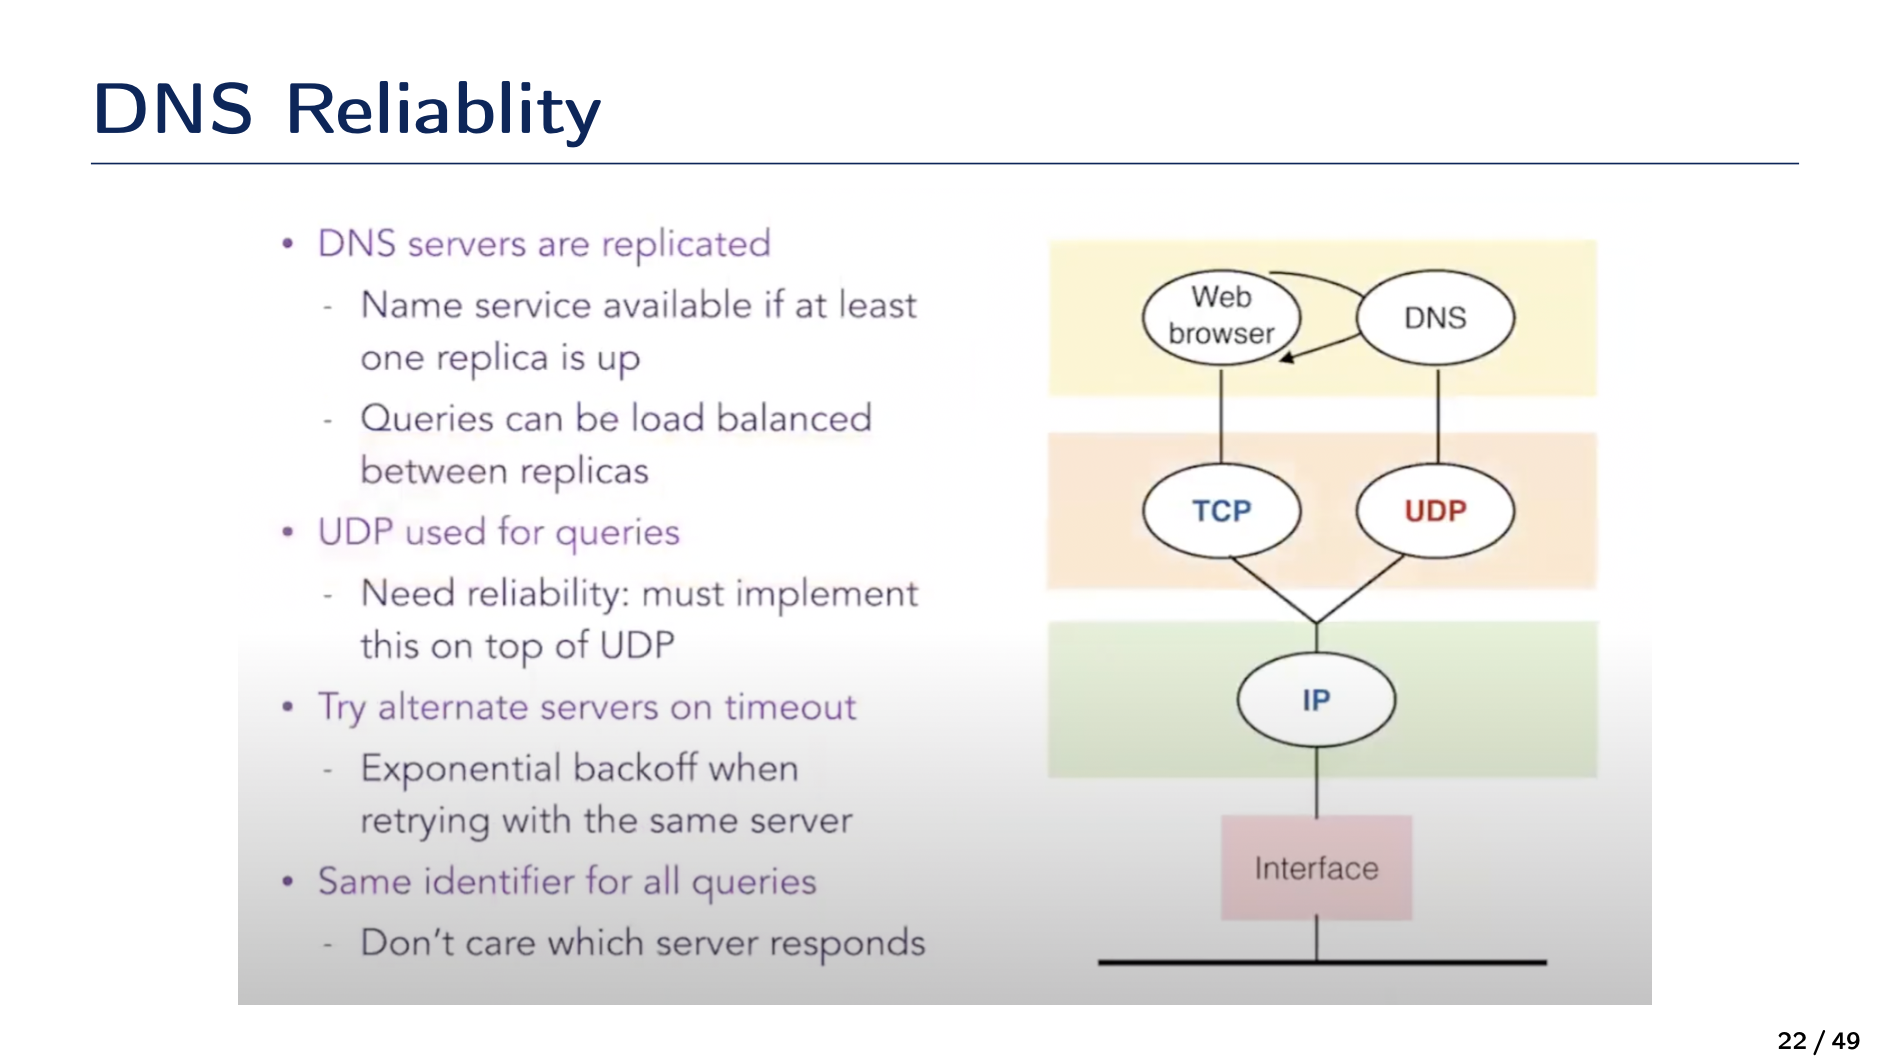 DNS Reliablity
• DNS servers are replicated
- Name service available if at least
one replica is up
- Queries can be load balanced
between replicas
• UDP used for queries
- Need reliability: must implement
this on top of UDP
• Try alternate servers on timeout
- Exponential backoff when
retrying with the same server
• Same identifier for all queries
- Don't care which server responds
Web
browser
DNS
TCP
UDP
IP
Interface
22 / 49